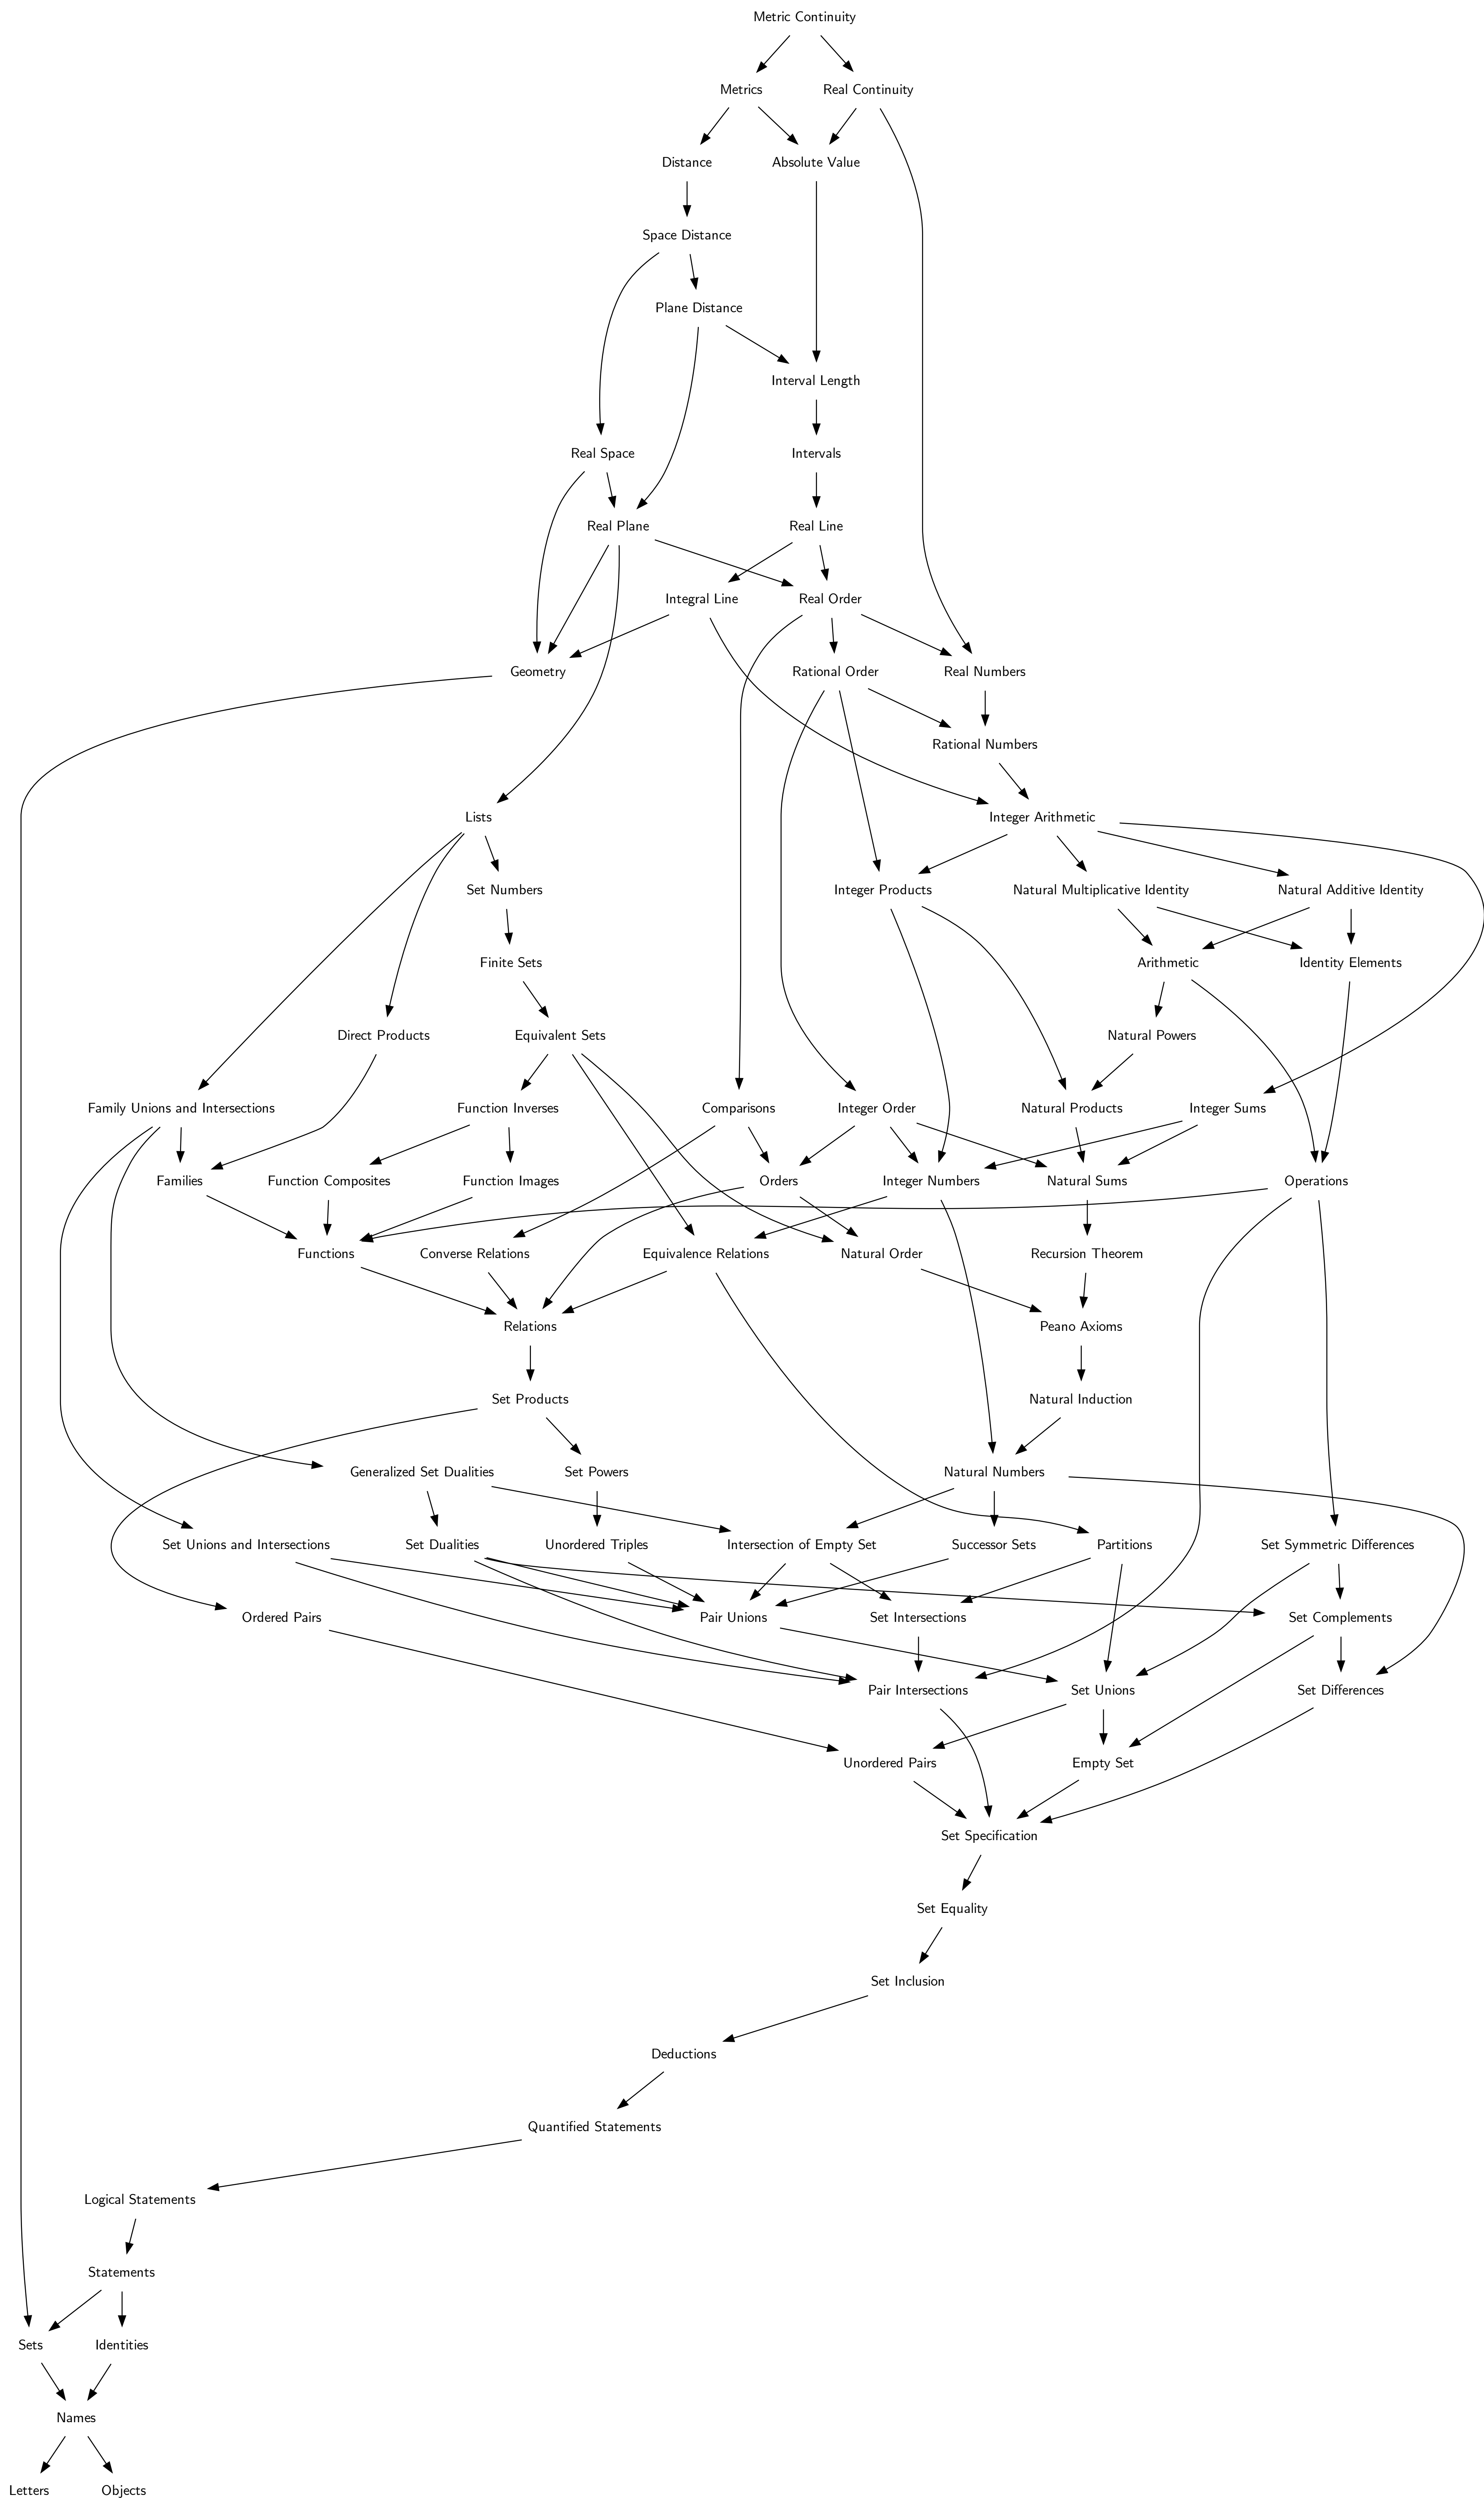 Metric Continuity
Metrics
Real Continuity
Distance
Absolute Value
Space Distance
Plane Distance
Interval Length
Real Space
Intervals
Real Plane
Real Line
Integral Line
Real Order
Geometry
Rational Order
Real Numbers
Rational Numbers
Lists
Integer Arithmetic
Set Numbers
Integer Products
Natural Multiplicative Identity
Natural Additive Identity
Finite Sets
Arithmetic
Identity Elements
Direct Products
Equivalent Sets
Natural Powers
Family Unions and Intersections
Function Inverses
Comparisons
Integer Order
Natural Products
Integer Sums
Families
Function Composites
Function Images
Orders
Integer Numbers
Natural Sums
Operations
Functions
Converse Relations
Equivalence Relations
Natural Order
Recursion Theorem
Relations
Peano Axioms
Set Products
Natural Induction
Generalized Set Dualities
Set Powers
Natural Numbers
Set Unions and Intersections
Set Dualities
Unordered Triples
Intersection of Empty Set
Successor Sets
Partitions
Set Symmetric Differences
Ordered Pairs
Pair Unions
Set Intersections
Set Complements
Pair Intersections
Set Unions
Set Differences
Unordered Pairs
Empty Set
Set Specification
Set Equality
Set Inclusion
Deductions
Quantified Statements
Logical Statements
Statements
Sets
Identities
Names
Letters
Objects